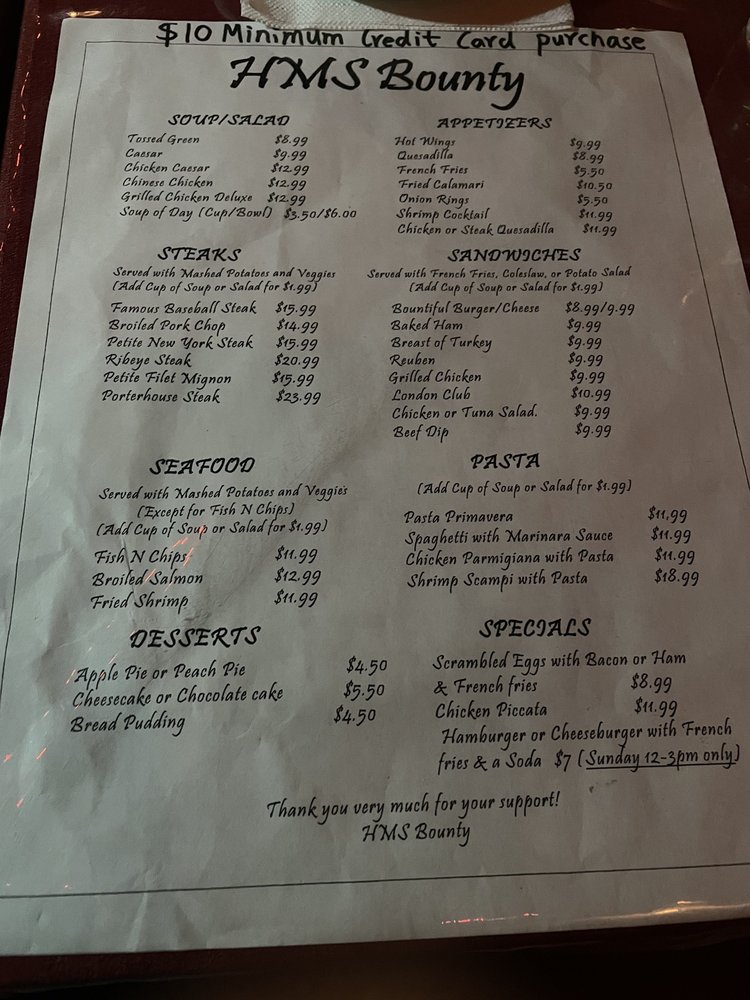 $10 Minimum Credit Card purchase
HMS Bounty
SOUP/SALAD
Tossed Green $8.99
Caesar $9.99
Chicken Caesar $12.99
Chinese Chicken $12.99
Grilled Chicken Deluxe $12.99
Soup of Day (Cup/Bowl) $3.50/$6.00
APPETIZERS
Hot Wings $9.99
Quesadilla $8.99
French Fries $5.50
Fried Calamari $10.50
Onion Rings $5.50
Shrimp Cocktail $11.99
Chicken or Steak Quesadilla $11.99
STEAKS
Served with Mashed Potatoes and Veggies
(Add Cup of Soup or Salad for $1.99)
Famous Baseball Steak $15.99
Broiled Pork Chop $14.99
Petite New York Steak $15.99
Ribeye Steak $20.99
Petite Filet Mignon $15.99
Porterhouse Steak $23.99
SANDWICHES
Served with French Fries, Coleslaw, or Potato Salad
(Add Cup of Soup or Salad for $1.99)
Bountiful Burger/Cheese $8.99/9.99
Baked Ham $9.99
Breast of Turkey $9.99
Reuben $9.99
Grilled Chicken $9.99
London Club $10.99
Chicken or Tuna Salad. $9.99
Beef Dip $9.99
SEAFOOD
Served with Mashed Potatoes and Veggies
(Except for Fish N Chips)
(Add Cup of Soup or Salad for $1.99)
Fish N Chips $11.99
Broiled Salmon $12.99
Fried Shrimp $11.99
PASTA
(Add Cup of Soup or Salad for $1.99)
Pasta Primavera $11,99
Spaghetti with Marinara Sauce $11.99
Chicken Parmigiana with Pasta $11.99
Shrimp Scampi with Pasta $18.99
DESSERTS
Apple Pie or Peach Pie $4.50
Cheesecake or Chocolate cake $5.50
Bread Pudding $4.50
SPECIALS
Scrambled Eggs with Bacon or Ham
& French fries $8.99
Chicken Piccata $11.99
Hamburger or Cheeseburger with French
fries & a Soda $7 (Sunday 12-3pm only)
Thank you very much for your support!
HMS Bounty